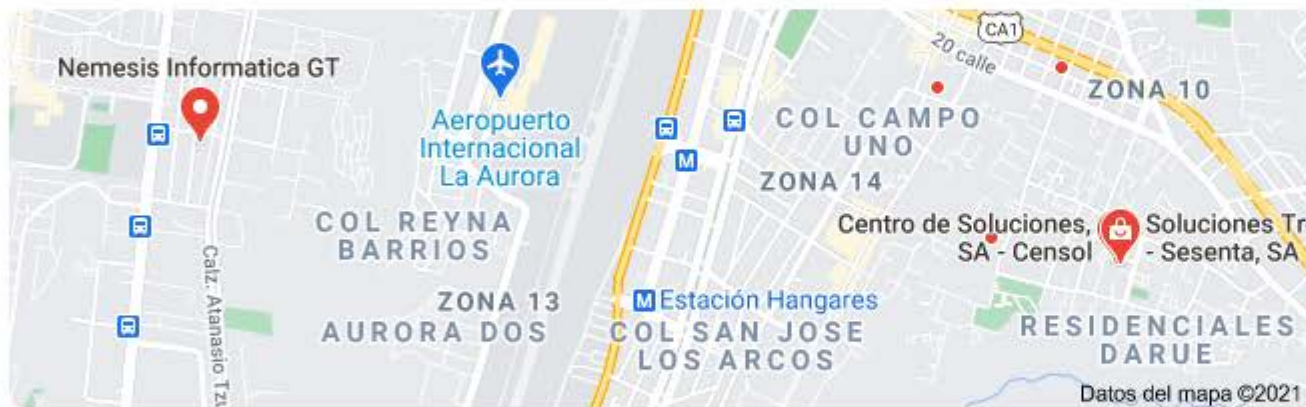 Nemesis Informatica GT
Aeropuerto
Internacional
La Aurora
CA1
20 calle
ZONA 10
COL CAMPO
UNO
ZONA 14
COL REYNA
BARRIOS
Centro de Soluciones,
SA - Censol
Soluciones Tr
- Sesenta, SA
Calz. Atanasio Tzu
ZONA 13
AURORA DOS
M Estación Hangares
M
COL SAN JOSE
LOS ARCOS
RESIDENCIALES
DARUE
Datos del mapa ©2021